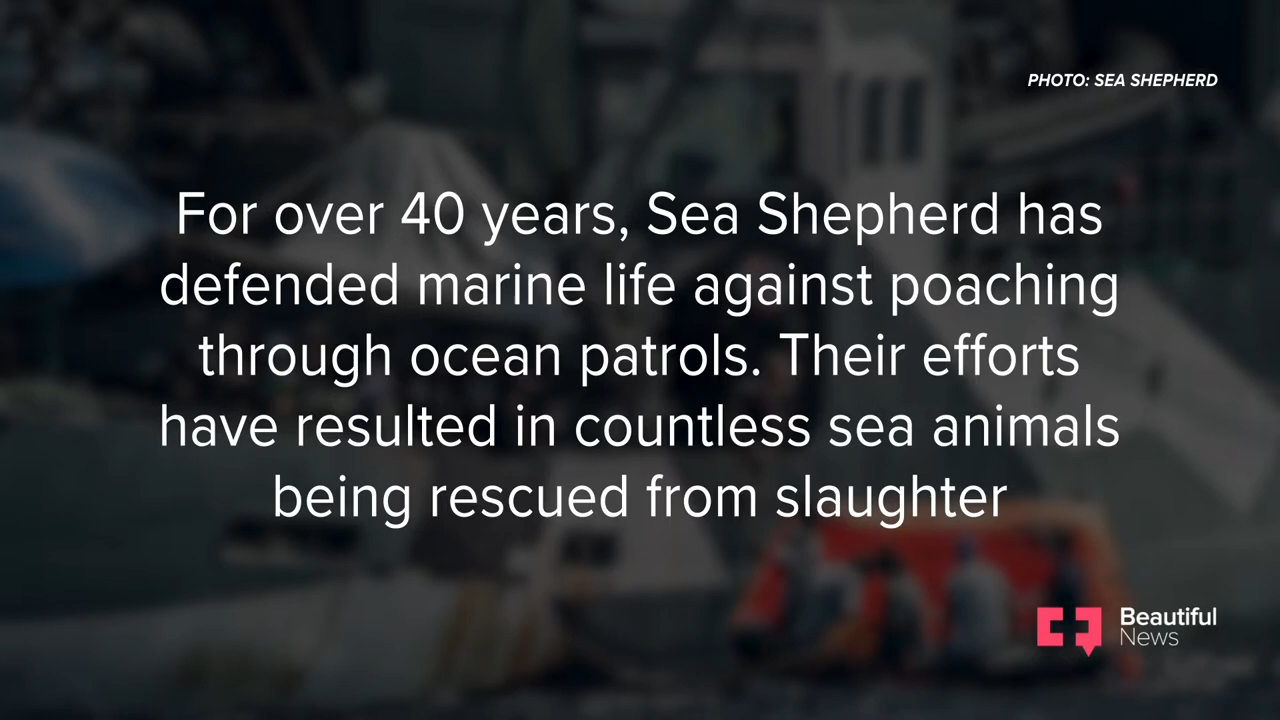 PHOTO: SEA SHEPHERD
For over 40 years, Sea Shepherd has
defended marine life against poaching
through ocean patrols. Their efforts
have resulted in countless sea animals
being rescued from slaughter
Beautiful
News